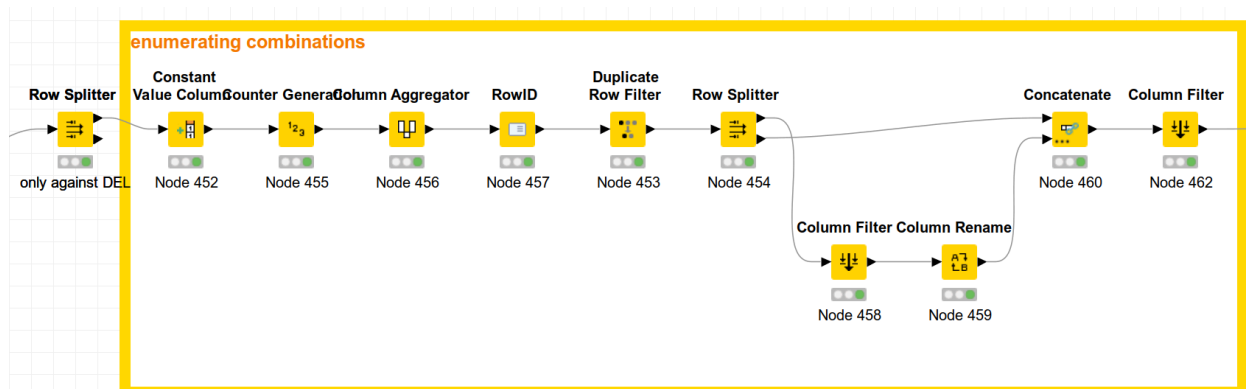 enumerating combinations
Constant
Value Column
Duplicate
Row Filter
Row Splitter
Counter Generation
Column Aggregator
RowID
Row Splitter
Concatenate
Column Filter
only against DEL
Node 452
Node 455
Node 456
Node 457
Node 453
Node 454
Node 460
Node 462
Column Filter
Column Rename
Node 458
Node 459